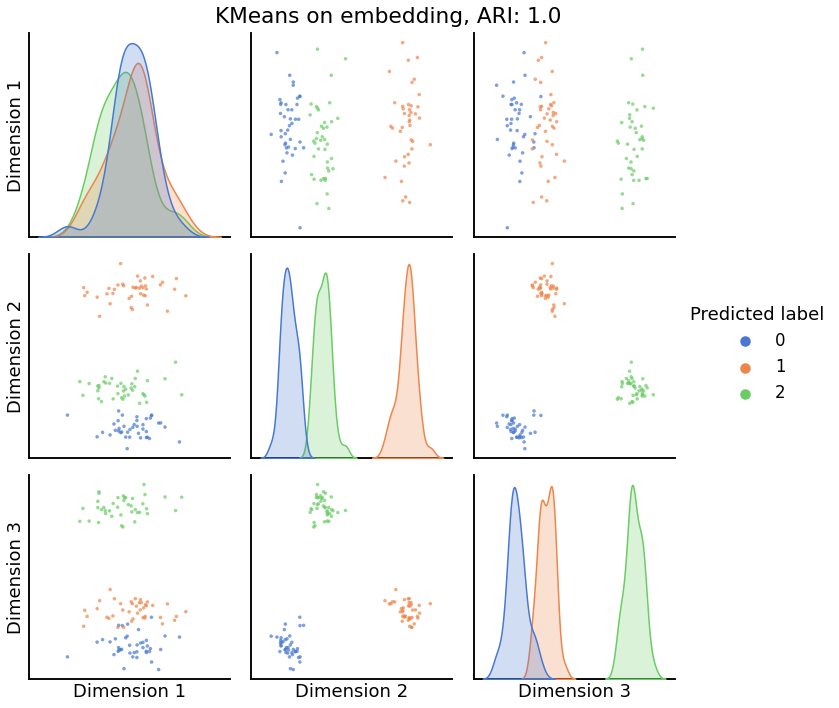 KMeans on embedding, ARI: 1.0
Dimension 1
Dimension 2
Dimension 3
Predicted label
0
1
2
Dimension 1
Dimension 2
Dimension 3